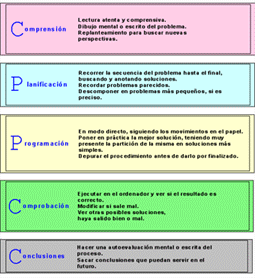 Comprensión
Lectura atenta y comprensiva.
Dibujo mental o escrito del problema.
Replanteamiento para buscar nuevas
perspectivas.
Planificación
Recorrer la secuencia del problema hasta el final,
buscando y anotando soluciones.
Recordar problemas parecidos.
Descomponer en problemas más pequeños, si es
preciso.
Programación
En modo directo, siguiendo los movimientos en el papel.
Poner en práctica la mejor solución, teniendo muy
presente la partición de la misma en soluciones más
simples.
Depurar el procedimiento antes de darlo por finalizado.
Comprobación
Ejecutar en el ordenador y ver si el resultado es
correcto.
Modificar si sale mal.
Ver otras posibles soluciones,
haya salido bien o mal.
Conclusiones
Hacer una autoevaluación mental o escrita del
proceso.
Sacar conclusiones que puedan servir en el
futuro.